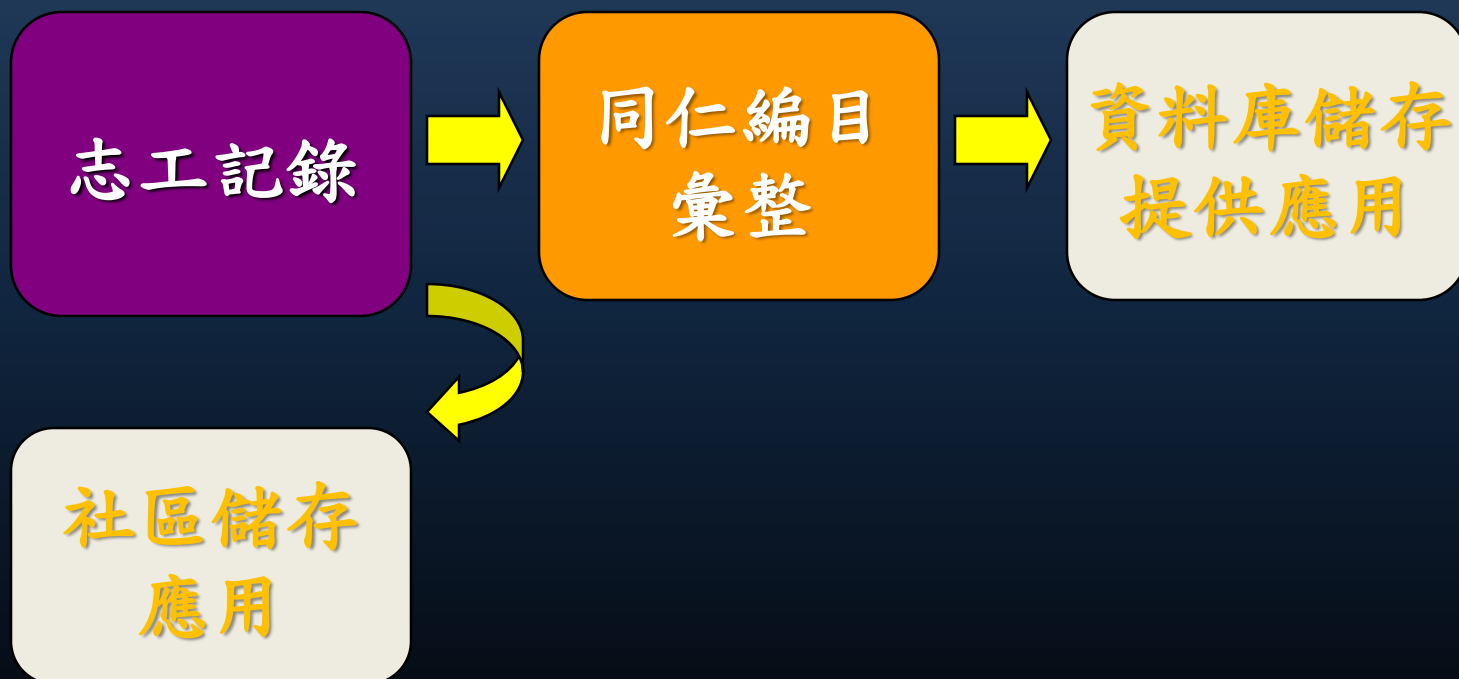 志工記錄
同仁編目
彙整
資料庫儲存
提供應用
社區儲存
應用